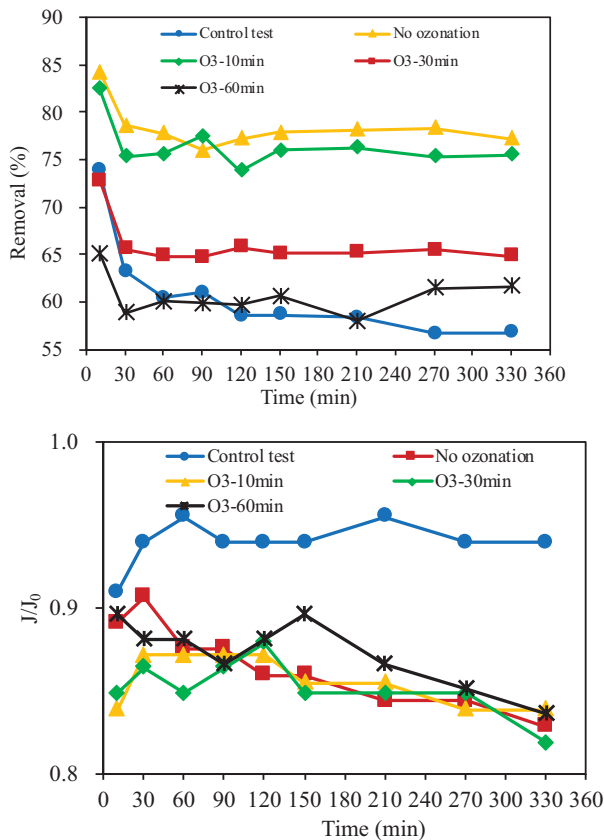 90
85
80
75
70
65
60
55
Removal (%)
Control test
No ozonation
O3-10min
O3-30min
O3-60min
0 30 60 90 120 150 180 210 240 270 300 330 360
Time (min)
1.0
0.9
0.8
J/J0
Control test
No ozonation
O3-10min
O3-30min
O3-60min
0 30 60 90 120 150 180 210 240 270 300 330 360
Time (min)